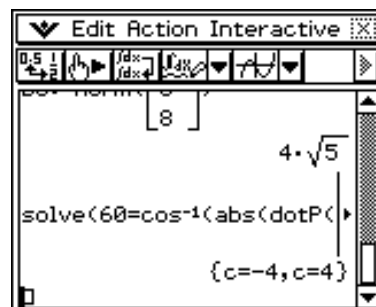 Edit Action Interactive
8
4·√5
solve(60=cos⁻¹(abs(dotP(
{c=-4,c=4}